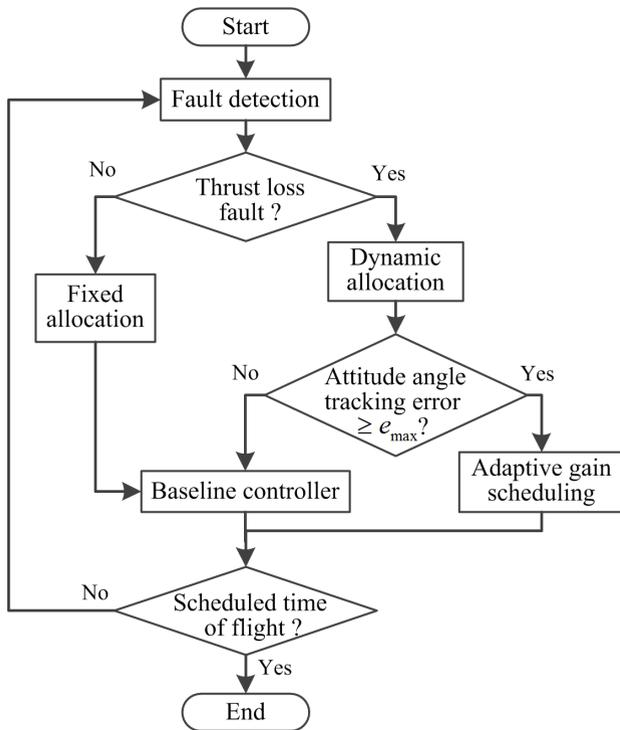 Start
Fault detection
No
Yes
Thrust loss
fault ?
Dynamic
allocation
Fixed
allocation
No
Yes
Attitude angle
tracking error
≥ e_max?
Baseline controller
Adaptive gain
scheduling
No
Scheduled time
of flight ?
Yes
End